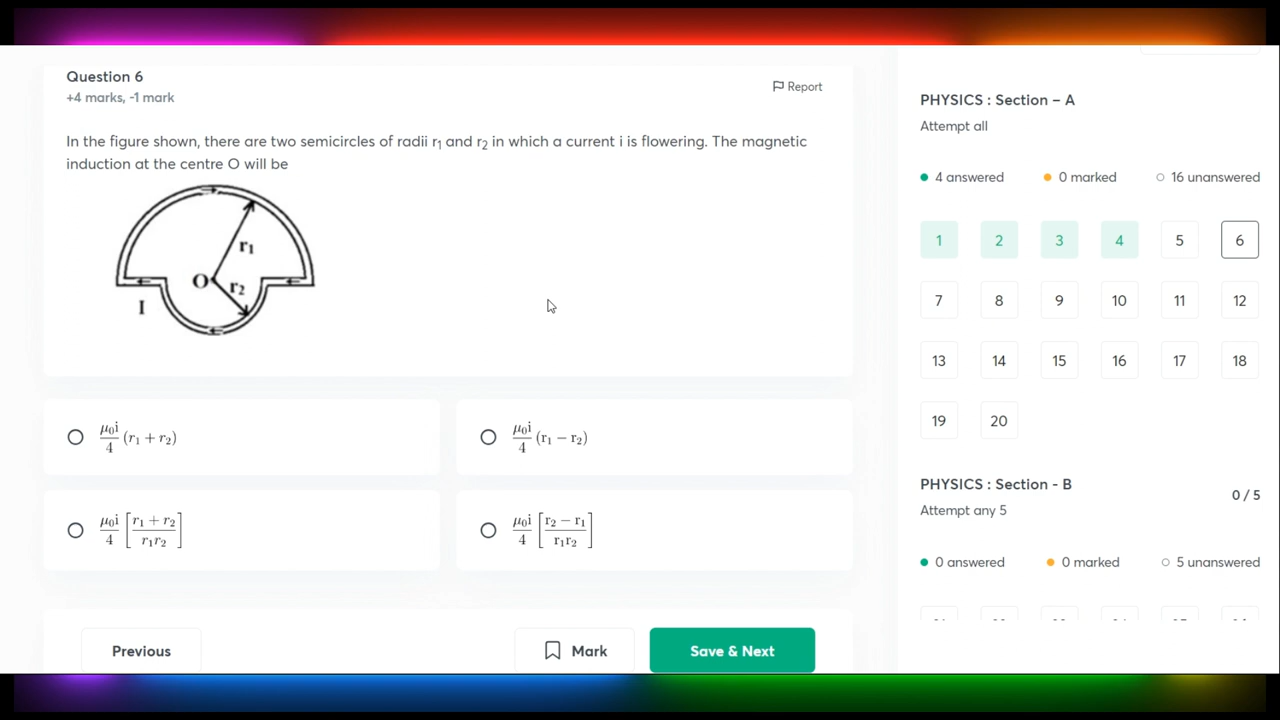 Question 6
+4 marks, -1 mark
Report
In the figure shown, there are two semicircles of radii r₁ and r₂ in which a current i is flowing. The magnetic
induction at the centre O will be
r₁
O
r₂
I
μ₀i/4 (r₁ + r₂)
μ₀i/4 (r₁ − r₂)
μ₀i/4 [(r₁ + r₂)/(r₁r₂)]
μ₀i/4 [(r₂ − r₁)/(r₁r₂)]
Previous
Mark
Save & Next
PHYSICS : Section – A
Attempt all
4 answered 0 marked 16 unanswered
1 2 3 4 5 6
7 8 9 10 11 12
13 14 15 16 17 18
19 20
PHYSICS : Section - B
0 / 5
Attempt any 5
0 answered 0 marked 5 unanswered